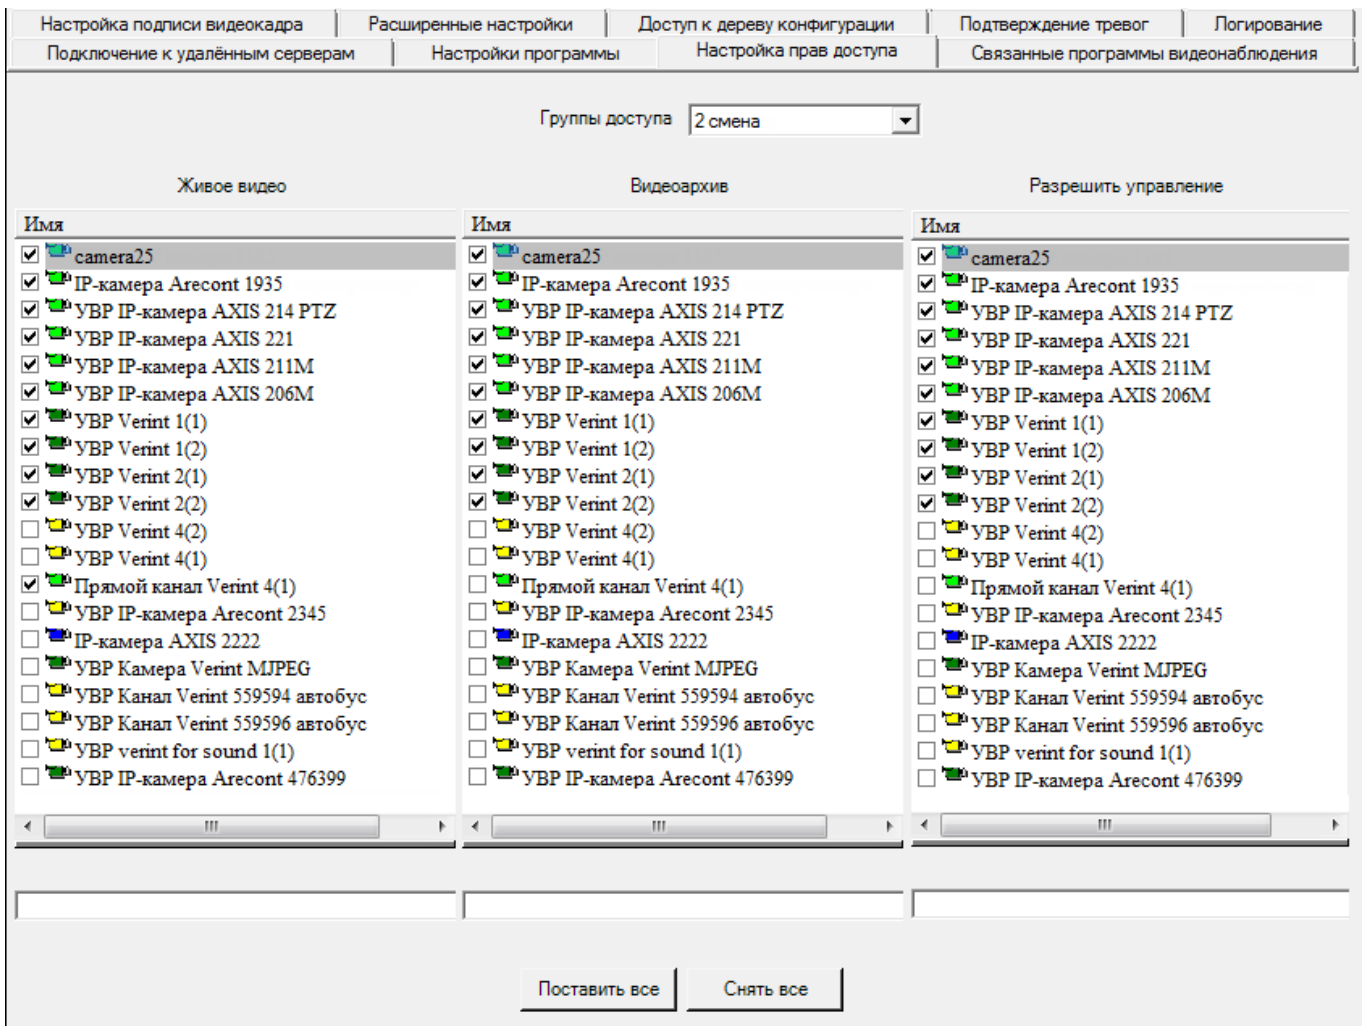 Настройка подписи видеокадра Расширенные настройки Доступ к дереву конфигурации Подтверждение тревог Логирование
Подключение к удалённым серверам Настройки программы Настройка прав доступа Связанные программы видеонаблюдения
Группы доступа 2 смена
Живое видео Видеоархив Разрешить управление
Имя Имя Имя
camera25 camera25 camera25
IP-камера Arecont 1935 IP-камера Arecont 1935 IP-камера Arecont 1935
УВР IP-камера AXIS 214 PTZ УВР IP-камера AXIS 214 PTZ УВР IP-камера AXIS 214 PTZ
УВР IP-камера AXIS 221 УВР IP-камера AXIS 221 УВР IP-камера AXIS 221
УВР IP-камера AXIS 211M УВР IP-камера AXIS 211M УВР IP-камера AXIS 211M
УВР IP-камера AXIS 206M УВР IP-камера AXIS 206M УВР IP-камера AXIS 206M
УВР Verint 1(1) УВР Verint 1(1) УВР Verint 1(1)
УВР Verint 1(2) УВР Verint 1(2) УВР Verint 1(2)
УВР Verint 2(1) УВР Verint 2(1) УВР Verint 2(1)
УВР Verint 2(2) УВР Verint 2(2) УВР Verint 2(2)
УВР Verint 4(2) УВР Verint 4(2) УВР Verint 4(2)
УВР Verint 4(1) УВР Verint 4(1) УВР Verint 4(1)
Прямой канал Verint 4(1) Прямой канал Verint 4(1) Прямой канал Verint 4(1)
УВР IP-камера Arecont 2345 УВР IP-камера Arecont 2345 УВР IP-камера Arecont 2345
IP-камера AXIS 2222 IP-камера AXIS 2222 IP-камера AXIS 2222
УВР Камера Verint MJPEG УВР Камера Verint MJPEG УВР Камера Verint MJPEG
УВР Канал Verint 559594 автобус УВР Канал Verint 559594 автобус УВР Канал Verint 559594 автобус
УВР Канал Verint 559596 автобус УВР Канал Verint 559596 автобус УВР Канал Verint 559596 автобус
УВР verint for sound 1(1) УВР verint for sound 1(1) УВР verint for sound 1(1)
УВР IP-камера Arecont 476399 УВР IP-камера Arecont 476399 УВР IP-камера Arecont 476399
Поставить все Снять все